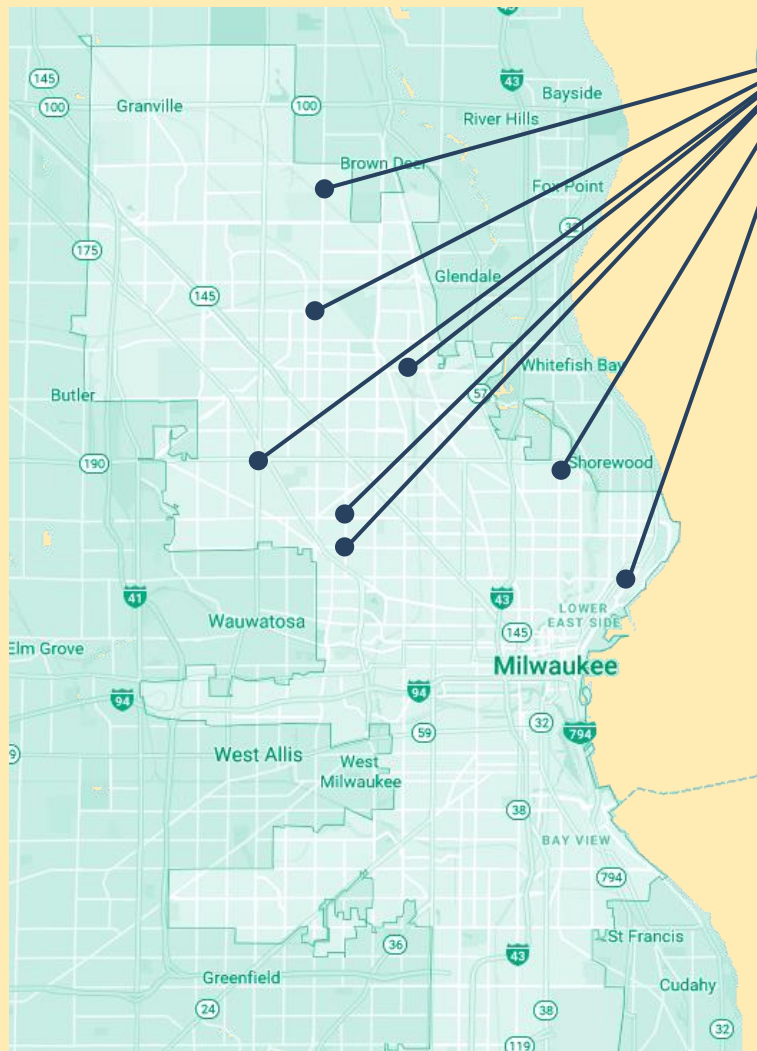 43
145
100
Granville
100
Bayside
River Hills
Brown Deer
Fox Point
32
175
Glendale
145
Whitefish Bay
57
Butler
190
Shorewood
41
43
LOWER
EAST SIDE
145
Wauwatosa
Elm Grove
Milwaukee
94
94
32
59
794
West Allis
West
Milwaukee
38
BAY VIEW
794
36
St Francis
43
Greenfield
Cudahy
24
38
32
119